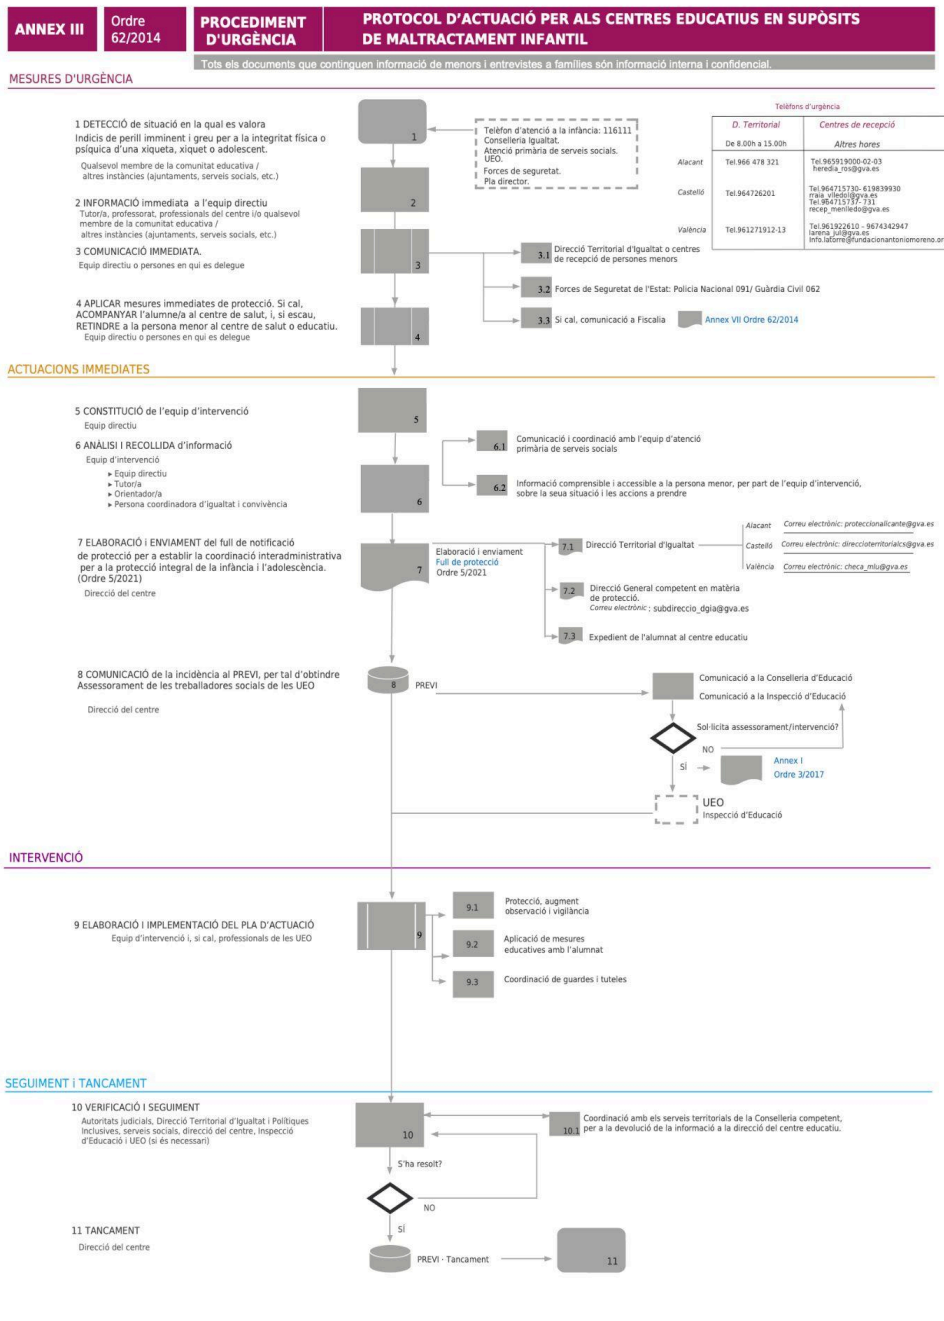 ANNEX III
Ordre
62/2014
PROCEDIMENT
D'URGÈNCIA
PROTOCOL D'ACTUACIÓ PER ALS CENTRES EDUCATIUS EN SUPÒSITS
DE MALTRACTAMENT INFANTIL
Tots els documents que continguen informació de menors i entrevistes a famílies són informació interna i confidencial.
MESURES D'URGÈNCIA
1 DETECCIÓ de situació en la qual es valora
Indicis de perill imminent i greu per a la integritat física o
psíquica d'una xiqueta, xiquet o adolescent.
Qualsevol membre de la comunitat educativa /
altres instàncies (ajuntaments, serveis socials, etc.)
1
Telèfon d'atenció a la infància: 116111
Conselleria Igualtat.
Atenció primària de serveis socials.
UEO.
Forces de seguretat.
Pla director.
Telèfons d'urgència
D. Territorial
Centres de recepció
De 8.00h a 15.00h
Altres hores
Alacant
Tel.966 478 321
Tel.965919000-02-03
heredia_ros@gva.es
Castelló
Tel.964726201
Tel.964715730- 619839930
Tel.964715737- 731
recep_menlledo@gva.es
València
Tel.961271912-13
Tel.961922610 – 9674342947
larena_jul@gva.es
Info.latorre@fundacionantoniomoreno.or
2 INFORMACIÓ immediata a l'equip directiu
Tutor/a, professorat, professionals del centre i/o qualsevol
membre de la comunitat educativa /
altres instàncies (ajuntaments, serveis socials, etc.)
2
3 COMUNICACIÓ IMMEDIATA.
Equip directiu o persones en qui es delegue
3
3.1
Direcció Territorial d'Igualtat o centres
de recepció de persones menors
3.2
Forces de Seguretat de l'Estat: Policia Nacional 091/ Guàrdia Civil 062
3.3
Si cal, comunicació a Fiscalia
Annex VII Ordre 62/2014
4 APLICAR mesures immediates de protecció. Si cal,
ACOMPANYAR l'alumne/a al centre de salut, i, si escau,
RETINDRE a la persona menor al centre de salut o educatiu.
Equip directiu o persones en qui es delegue
4
ACTUACIONS IMMEDIATES
5 CONSTITUCIÓ de l'equip d'intervenció
Equip directiu
5
6 ANÀLISI I RECOLLIDA d'informació
Equip d'intervenció
▸ Equip directiu
▸ Tutor/a
▸ Orientador/a
▸ Persona coordinadora d'igualtat i convivència
6
6.1
Comunicació i coordinació amb l'equip d'atenció
primària de serveis socials
6.2
Informació comprensible i accessible a la persona menor, per part de l'equip d'intervenció,
sobre la seua situació i les accions a prendre
7 ELABORACIÓ i ENVIAMENT del full de notificació
de protecció per a establir la coordinació interadministrativa
per a la protecció integral de la infància i l'adolescència.
(Ordre 5/2021)
Direcció del centre
7
Elaboració i enviament
Full de protecció
Ordre 5/2021
7.1
Direcció Territorial d'Igualtat
Alacant
Correu electrònic: proteccionalicante@gva.es
Castelló
Correu electrònic: direccioterritorialcs@gva.es
València
Correu electrònic: checa_mlu@gva.es
7.2
Direcció General competent en matèria
de protecció.
Correu electrònic : subdireccio_dgia@gva.es
7.3
Expedient de l'alumnat al centre educatiu
8 COMUNICACIÓ de la incidència al PREVI, per tal d'obtindre
Assessorament de les treballadores socials de les UEO
Direcció del centre
8
PREVI
Comunicació a la Conselleria d'Educació
Comunicació a la Inspecció d'Educació
Sol·licita assessorament/intervenció?
NO
SÍ
Annex I
Ordre 3/2017
UEO
Inspecció d'Educació
INTERVENCIÓ
9 ELABORACIÓ I IMPLEMENTACIÓ DEL PLA D'ACTUACIÓ
Equip d'intervenció i, si cal, professionals de les UEO
9
9.1
Protecció, augment
observació i vigilància
9.2
Aplicació de mesures
educatives amb l'alumnat
9.3
Coordinació de guardes i tuteles
SEGUIMENT i TANCAMENT
10 VERIFICACIÓ I SEGUIMENT
Autoritats judicials, Direcció Territorial d'Igualtat i Polítiques
Inclusives, serveis socials, direcció del centre, Inspecció
d'Educació i UEO (si és necessari)
10
10.1
Coordinació amb els serveis territorials de la Conselleria competent,
per a la devolució de la informació a la direcció del centre educatiu.
S'ha resolt?
NO
SÍ
11 TANCAMENT
Direcció del centre
PREVI · Tancament
11